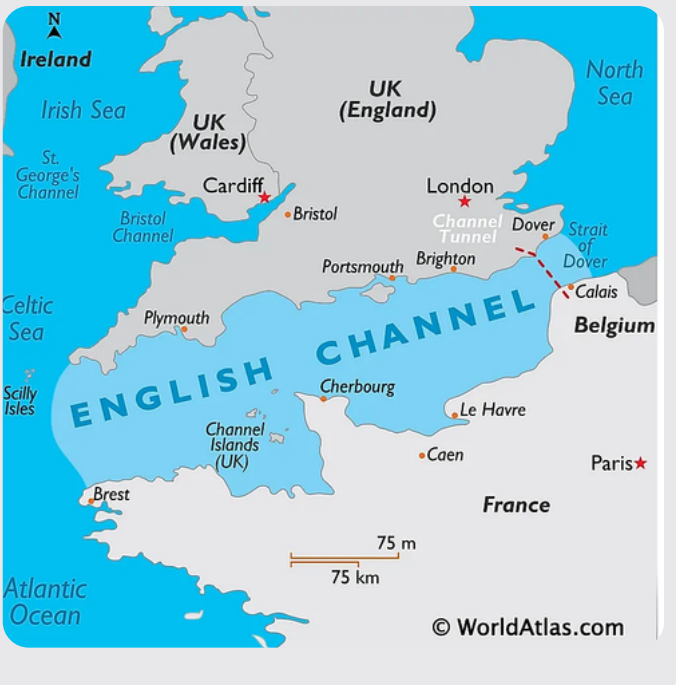 N
Ireland
North
Sea
UK
(England)
Irish Sea
UK
(Wales)
St.
George's
Channel
Cardiff
London
Bristol
Bristol
Channel
Channel
Tunnel
Dover
Strait
of
Dover
Brighton
Portsmouth
Calais
Celtic
Sea
Plymouth
Belgium
ENGLISH CHANNEL
Scilly
Isles
Cherbourg
Le Havre
Channel
Islands
(UK)
Caen
Paris
Brest
France
75 m
75 km
Atlantic
Ocean
© WorldAtlas.com